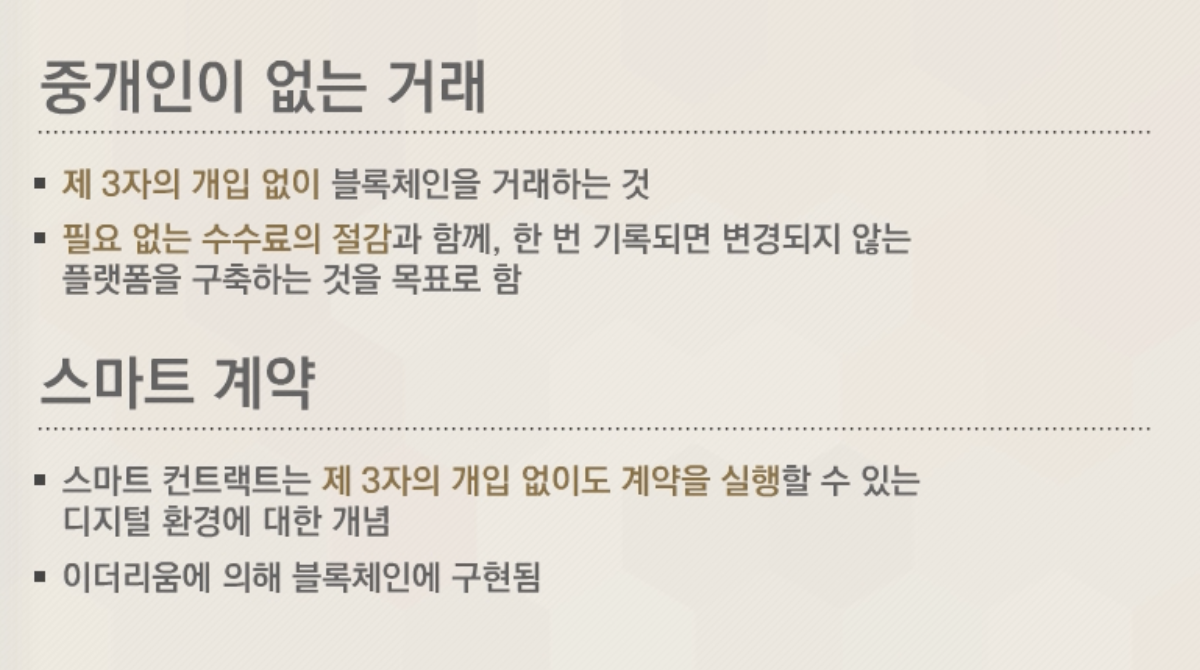 중개인이 없는 거래
▪ 제 3자의 개입 없이 블록체인을 거래하는 것
▪ 필요 없는 수수료의 절감과 함께, 한 번 기록되면 변경되지 않는
플랫폼을 구축하는 것을 목표로 함
스마트 계약
▪ 스마트 컨트랙트는 제 3자의 개입 없이도 계약을 실행할 수 있는
디지털 환경에 대한 개념
▪ 이더리움에 의해 블록체인에 구현됨